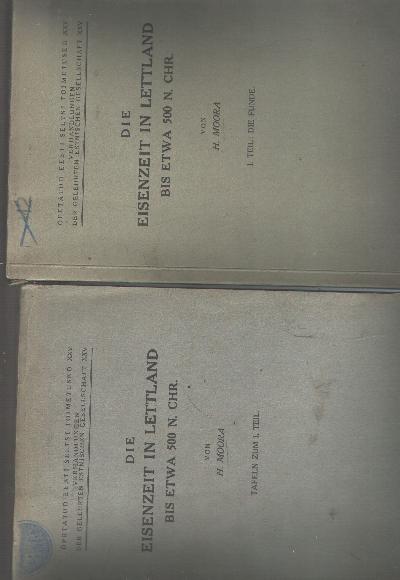 ÕPETATUD EESTI SELTSI TOIMETUSED XXV
VERHANDLUNGEN
DER GELEHRTEN ESTNISCHEN GESELLSCHAFT XXV
DIE
EISENZEIT IN LETTLAND
BIS ETWA 500 N. CHR.
VON
H. MOORA
I. TEIL: DIE FUNDE.
ÕPETATUD EESTI SELTSI TOIMETUSED XXV
VERHANDLUNGEN
DER GELEHRTEN ESTNISCHEN GESELLSCHAFT XXV
DIE
EISENZEIT IN LETTLAND
BIS ETWA 500 N. CHR.
VON
H. MOORA
TAFELN ZUM I. TEIL.